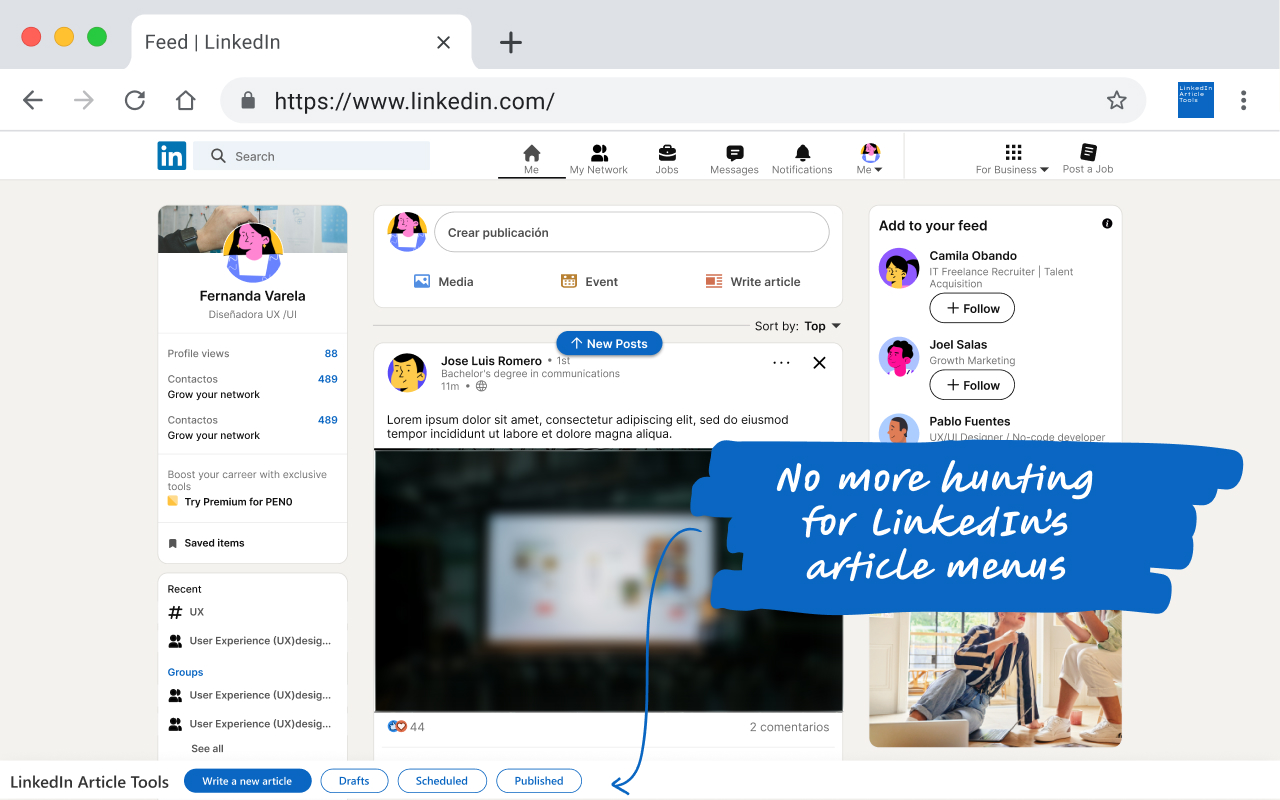 Feed | LinkedIn
https://www.linkedin.com/
LinkedIn
Article
Tools
in
Search
Me
My Network
Jobs
Messages
Notifications
Me
For Business
Post a Job
Fernanda Varela
Diseñadora UX /UI
Profile views 88
Contactos 489
Grow your network
Contactos 489
Grow your network
Boost your carreer with exclusive
tools
Try Premium for PEN0
Saved items
Recent
# UX
User Experience (UX)desig...
Groups
User Experience (UX)desig...
User Experience (UX)desig...
See all
Crear publicación
Media
Event
Write article
Sort by: Top
↑ New Posts
Jose Luis Romero • 1st
Bachelor's degree in communications
11m •
Lorem ipsum dolor sit amet, consectetur adipiscing elit, sed do eiusmod
tempor incididunt ut labore et dolore magna aliqua.
44
2 comentarios
Add to your feed
Camila Obando
IT Freelance Recruiter | Talent
Acquisition
+ Follow
Joel Salas
Growth Marketing
+ Follow
Pablo Fuentes
UX/UI Designer / No-code developer
No more hunting
for LinkedIn's
article menus
LinkedIn Article Tools
Write a new article
Drafts
Scheduled
Published